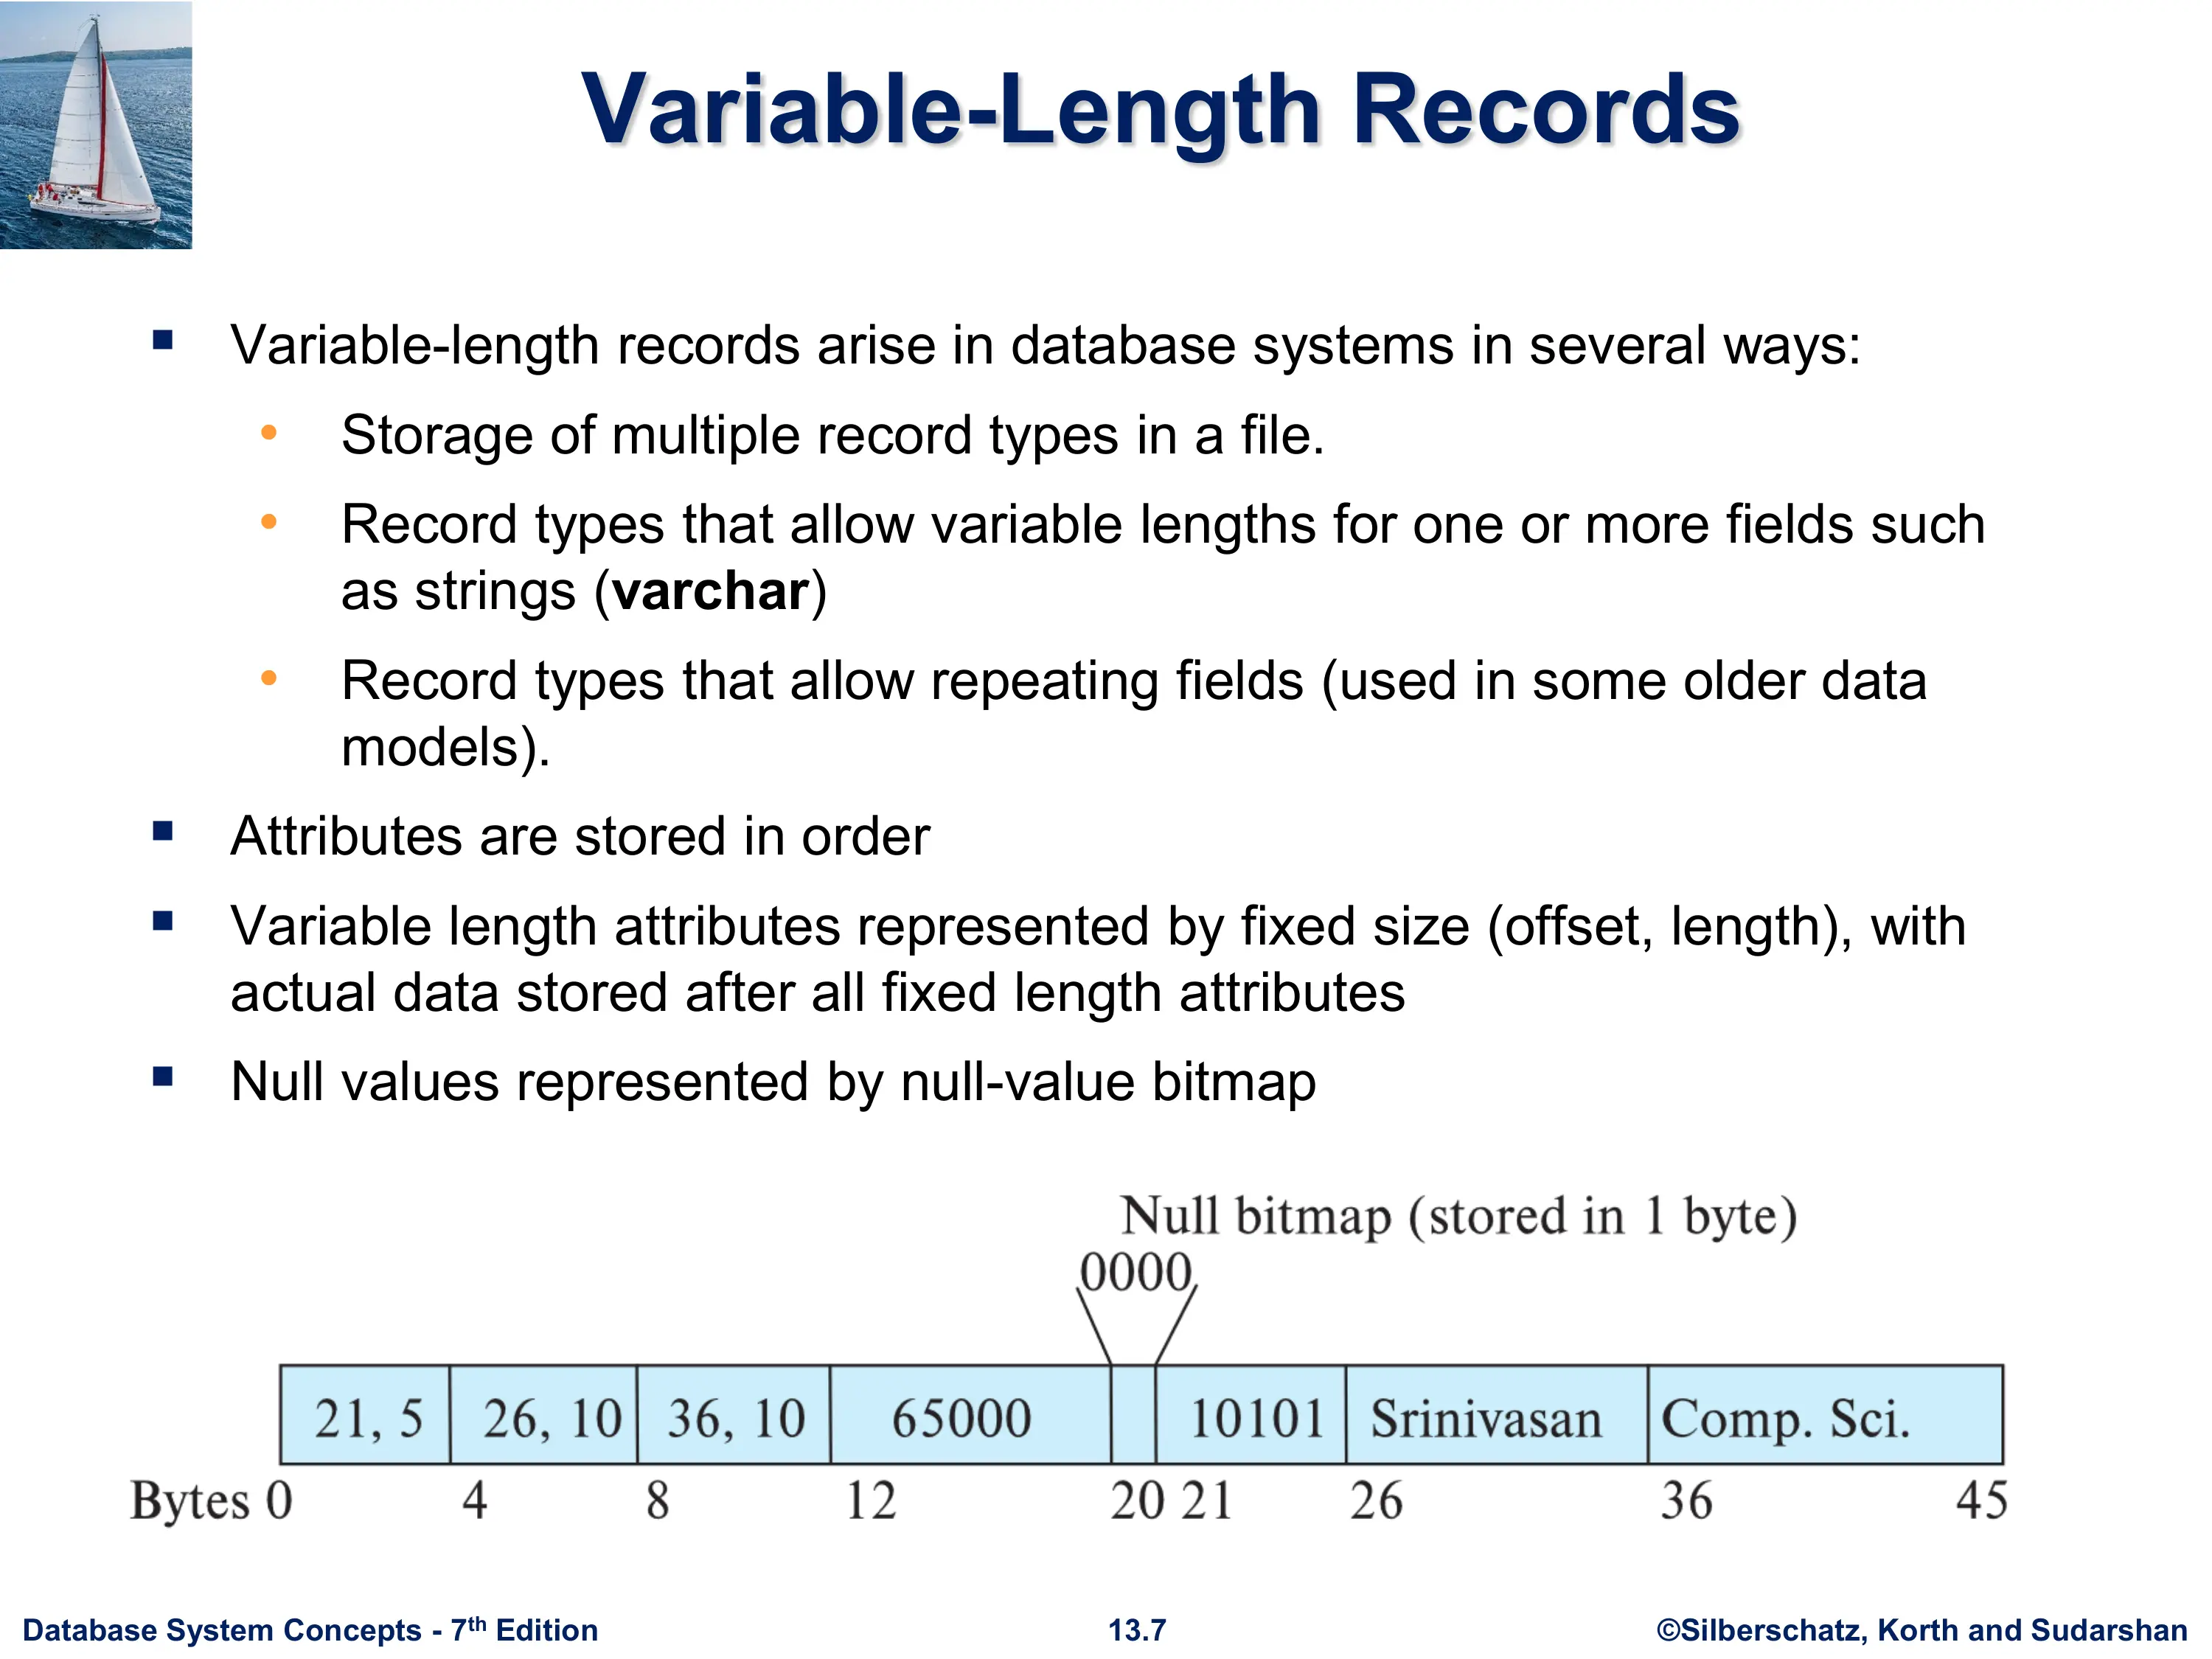 Variable-Length Records
▪ Variable-length records arise in database systems in several ways:
• Storage of multiple record types in a file.
• Record types that allow variable lengths for one or more fields such
as strings (varchar)
• Record types that allow repeating fields (used in some older data
models).
▪ Attributes are stored in order
▪ Variable length attributes represented by fixed size (offset, length), with
actual data stored after all fixed length attributes
▪ Null values represented by null-value bitmap
Null bitmap (stored in 1 byte)
0000
21, 5 26, 10 36, 10 65000 10101 Srinivasan Comp. Sci.
Bytes 0 4 8 12 20 21 26 36 45
Database System Concepts - 7th Edition 13.7 ©Silberschatz, Korth and Sudarshan